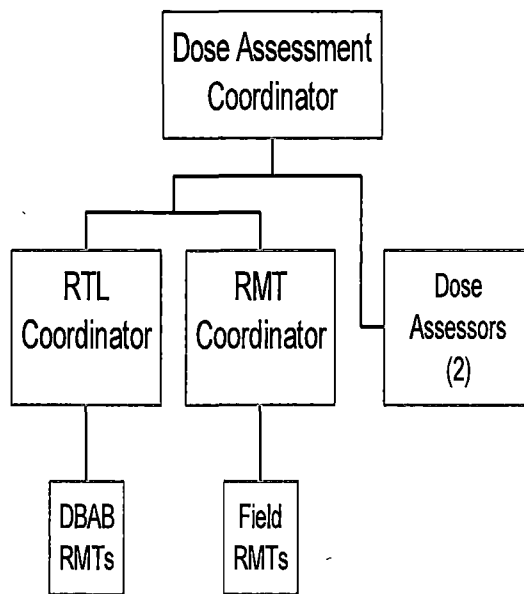 Dose Assessment
Coordinator
RTL
Coordinator
RMT
Coordinator
Dose
Assessors
(2)
DBAB
RMTs
Field
RMTs